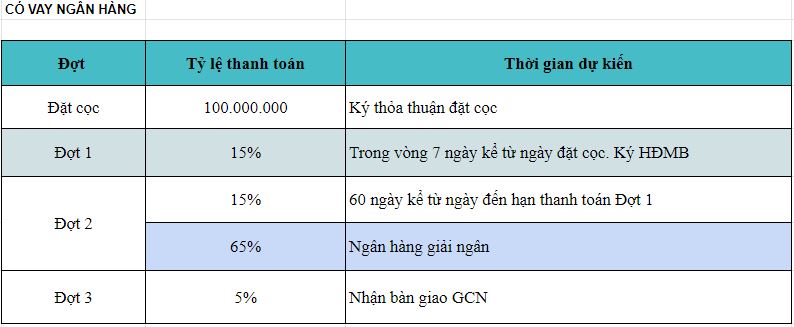 CÓ VAY NGÂN HÀNG
Đợt Tỷ lệ thanh toán Thời gian dự kiến
Đặt cọc 100.000.000 Ký thỏa thuận đặt cọc
Đợt 1 15% Trong vòng 7 ngày kể từ ngày đặt cọc. Ký HĐMB
Đợt 2 15% 60 ngày kể từ ngày đến hạn thanh toán Đợt 1
65% Ngân hàng giải ngân
Đợt 3 5% Nhận bàn giao GCN